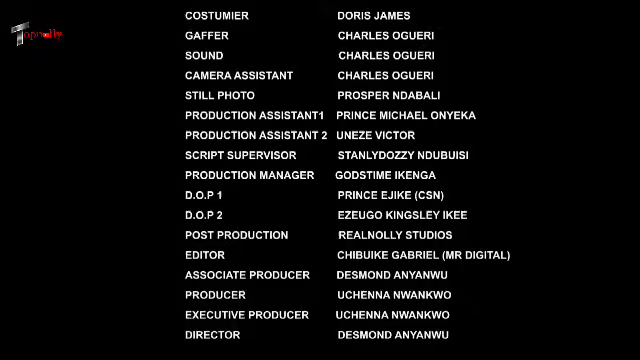 Topnolly
COSTUMIER DORIS JAMES
GAFFER CHARLES OGUERI
SOUND CHARLES OGUERI
CAMERA ASSISTANT CHARLES OGUERI
STILL PHOTO PROSPER NDABALI
PRODUCTION ASSISTANT1 PRINCE MICHAEL ONYEKA
PRODUCTION ASSISTANT 2 UNEZE VICTOR
SCRIPT SUPERVISOR STANLYDOZZY NDUBUISI
PRODUCTION MANAGER GODSTIME IKENGA
D.O.P 1 PRINCE EJIKE (CSN)
D.O.P 2 EZEUGO KINGSLEY IKEE
POST PRODUCTION REALNOLLY STUDIOS
EDITOR CHIBUIKE GABRIEL (MR DIGITAL)
ASSOCIATE PRODUCER DESMOND ANYANWU
PRODUCER UCHENNA NWANKWO
EXECUTIVE PRODUCER UCHENNA NWANKWO
DIRECTOR DESMOND ANYANWU